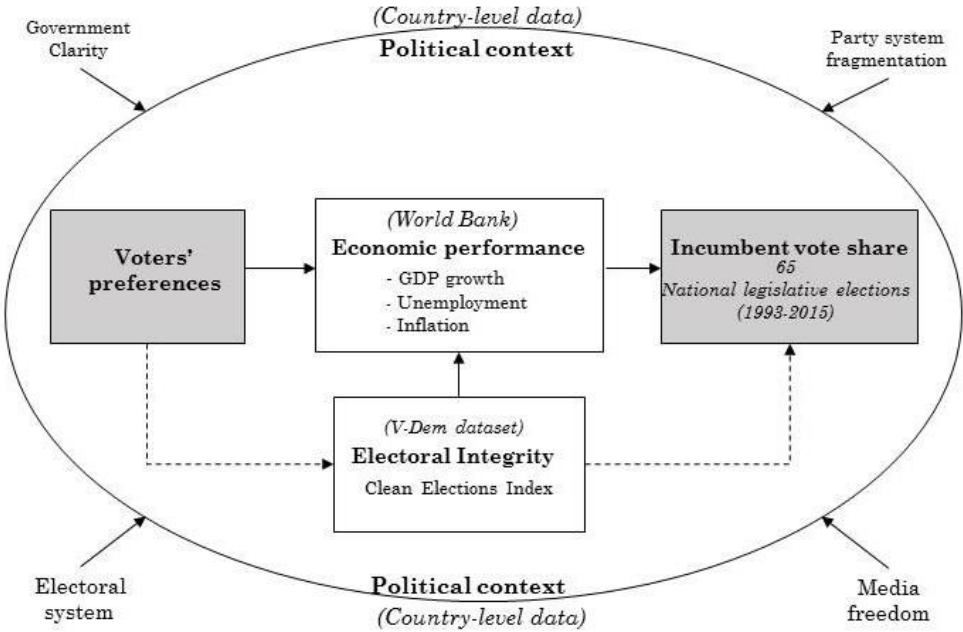 (Country-level data)
Political context
Government
Clarity
Party system
fragmentation
Voters'
preferences
(World Bank)
Economic performance
- GDP growth
- Unemployment
- Inflation
Incumbent vote share
65
National legislative elections
(1993-2015)
(V-Dem dataset)
Electoral Integrity
Clean Elections Index
Electoral
system
Political context
(Country-level data)
Media
freedom